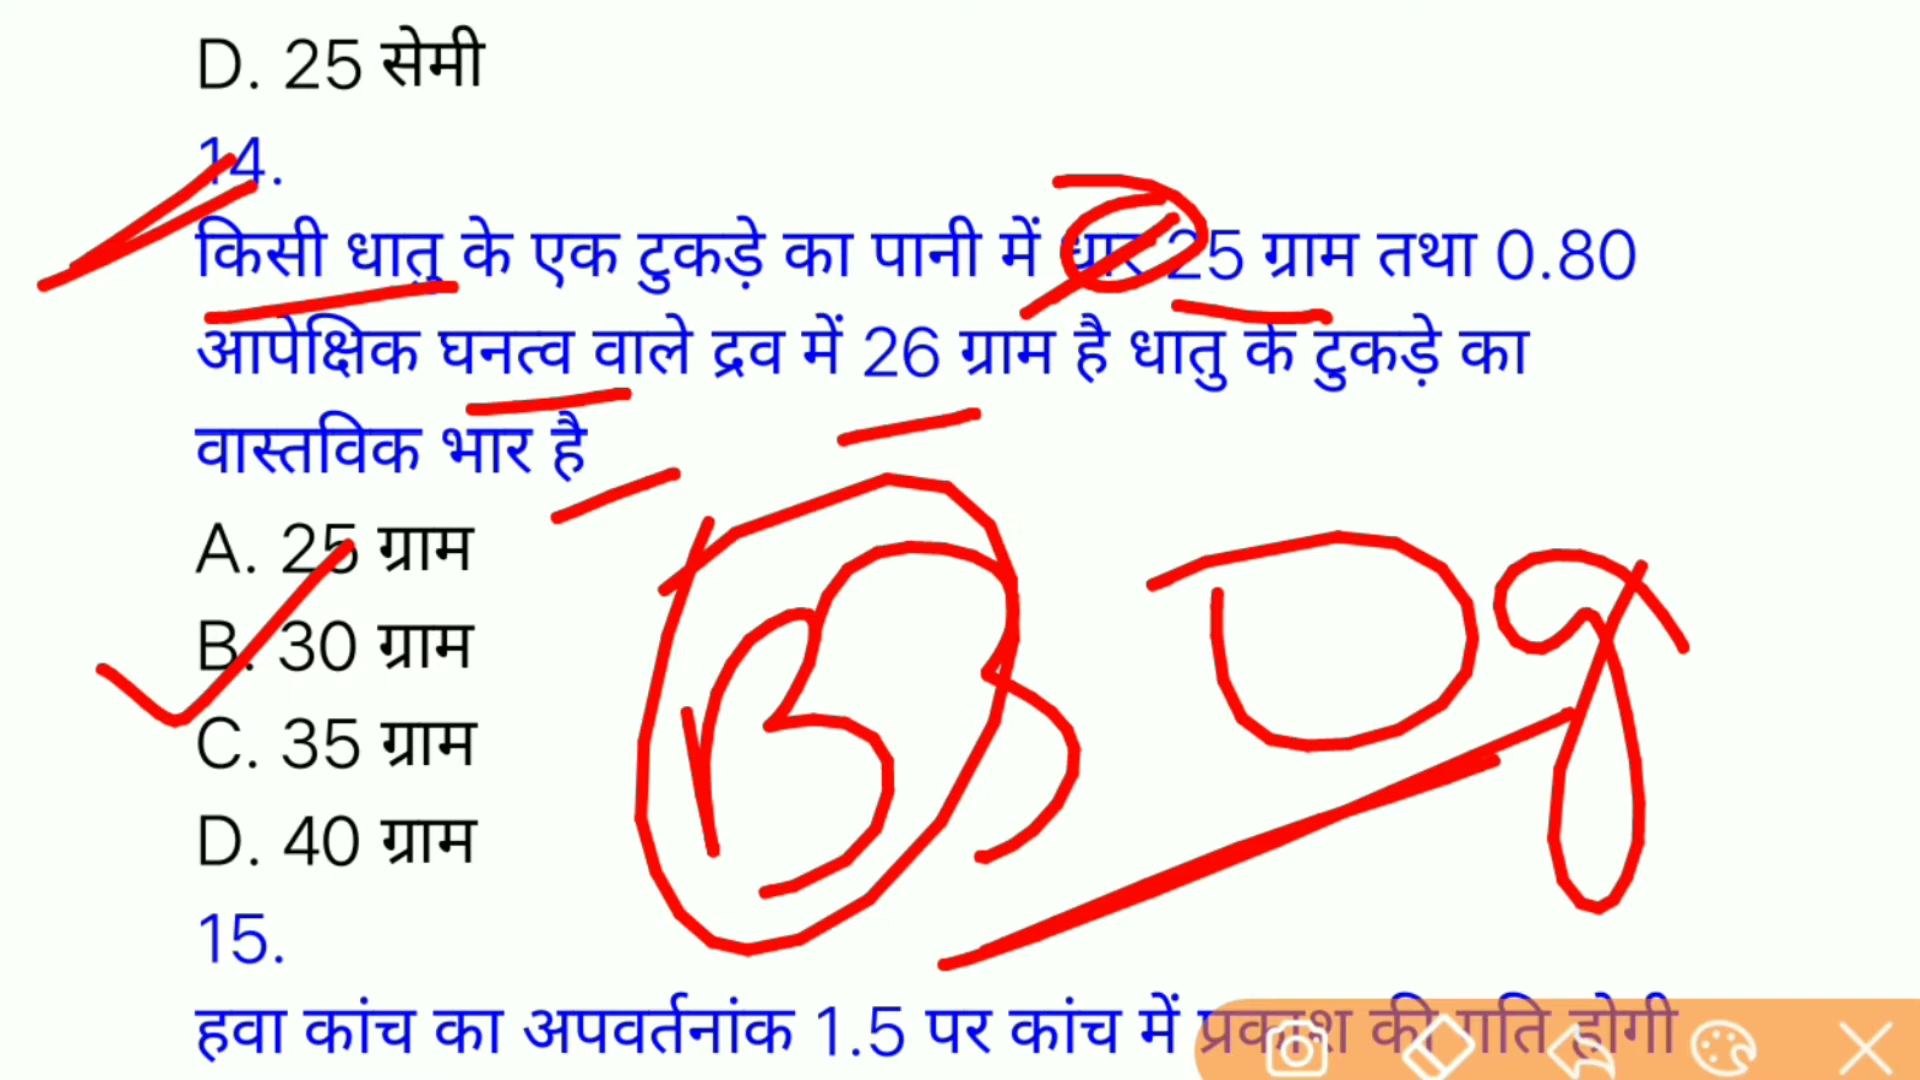 D. 25 सेमी
14.
किसी धातु के एक टुकड़े का पानी में 25 ग्राम तथा 0.80
आपेक्षिक घनत्व वाले द्रव में 26 ग्राम है धातु के टुकड़े का
वास्तविक भार है
A. 25 ग्राम
B. 30 ग्राम
C. 35 ग्राम
D. 40 ग्राम
15.
हवा कांच का अपवर्तनांक 1.5 पर कांच में प्रकाश की गति होगी